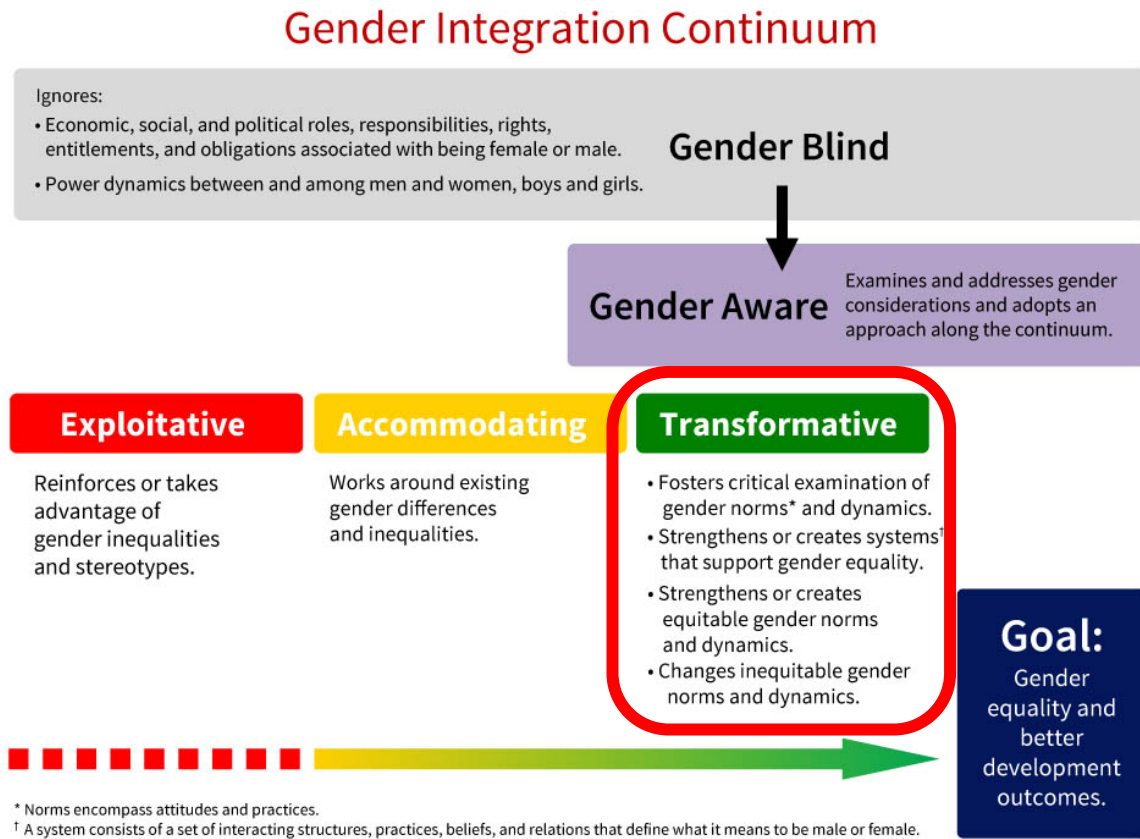 Gender Integration Continuum
Ignores:
• Economic, social, and political roles, responsibilities, rights,
entitlements, and obligations associated with being female or male.
• Power dynamics between and among men and women, boys and girls.
Gender Blind
Gender Aware
Examines and addresses gender
considerations and adopts an
approach along the continuum.
Exploitative
Reinforces or takes
advantage of
gender inequalities
and stereotypes.
Accommodating
Works around existing
gender differences
and inequalities.
Transformative
• Fosters critical examination of
gender norms* and dynamics.
• Strengthens or creates systems†
that support gender equality.
• Strengthens or creates
equitable gender norms
and dynamics.
• Changes inequitable gender
norms and dynamics.
Goal:
Gender
equality and
better
development
outcomes.
* Norms encompass attitudes and practices.
† A system consists of a set of interacting structures, practices, beliefs, and relations that define what it means to be male or female.